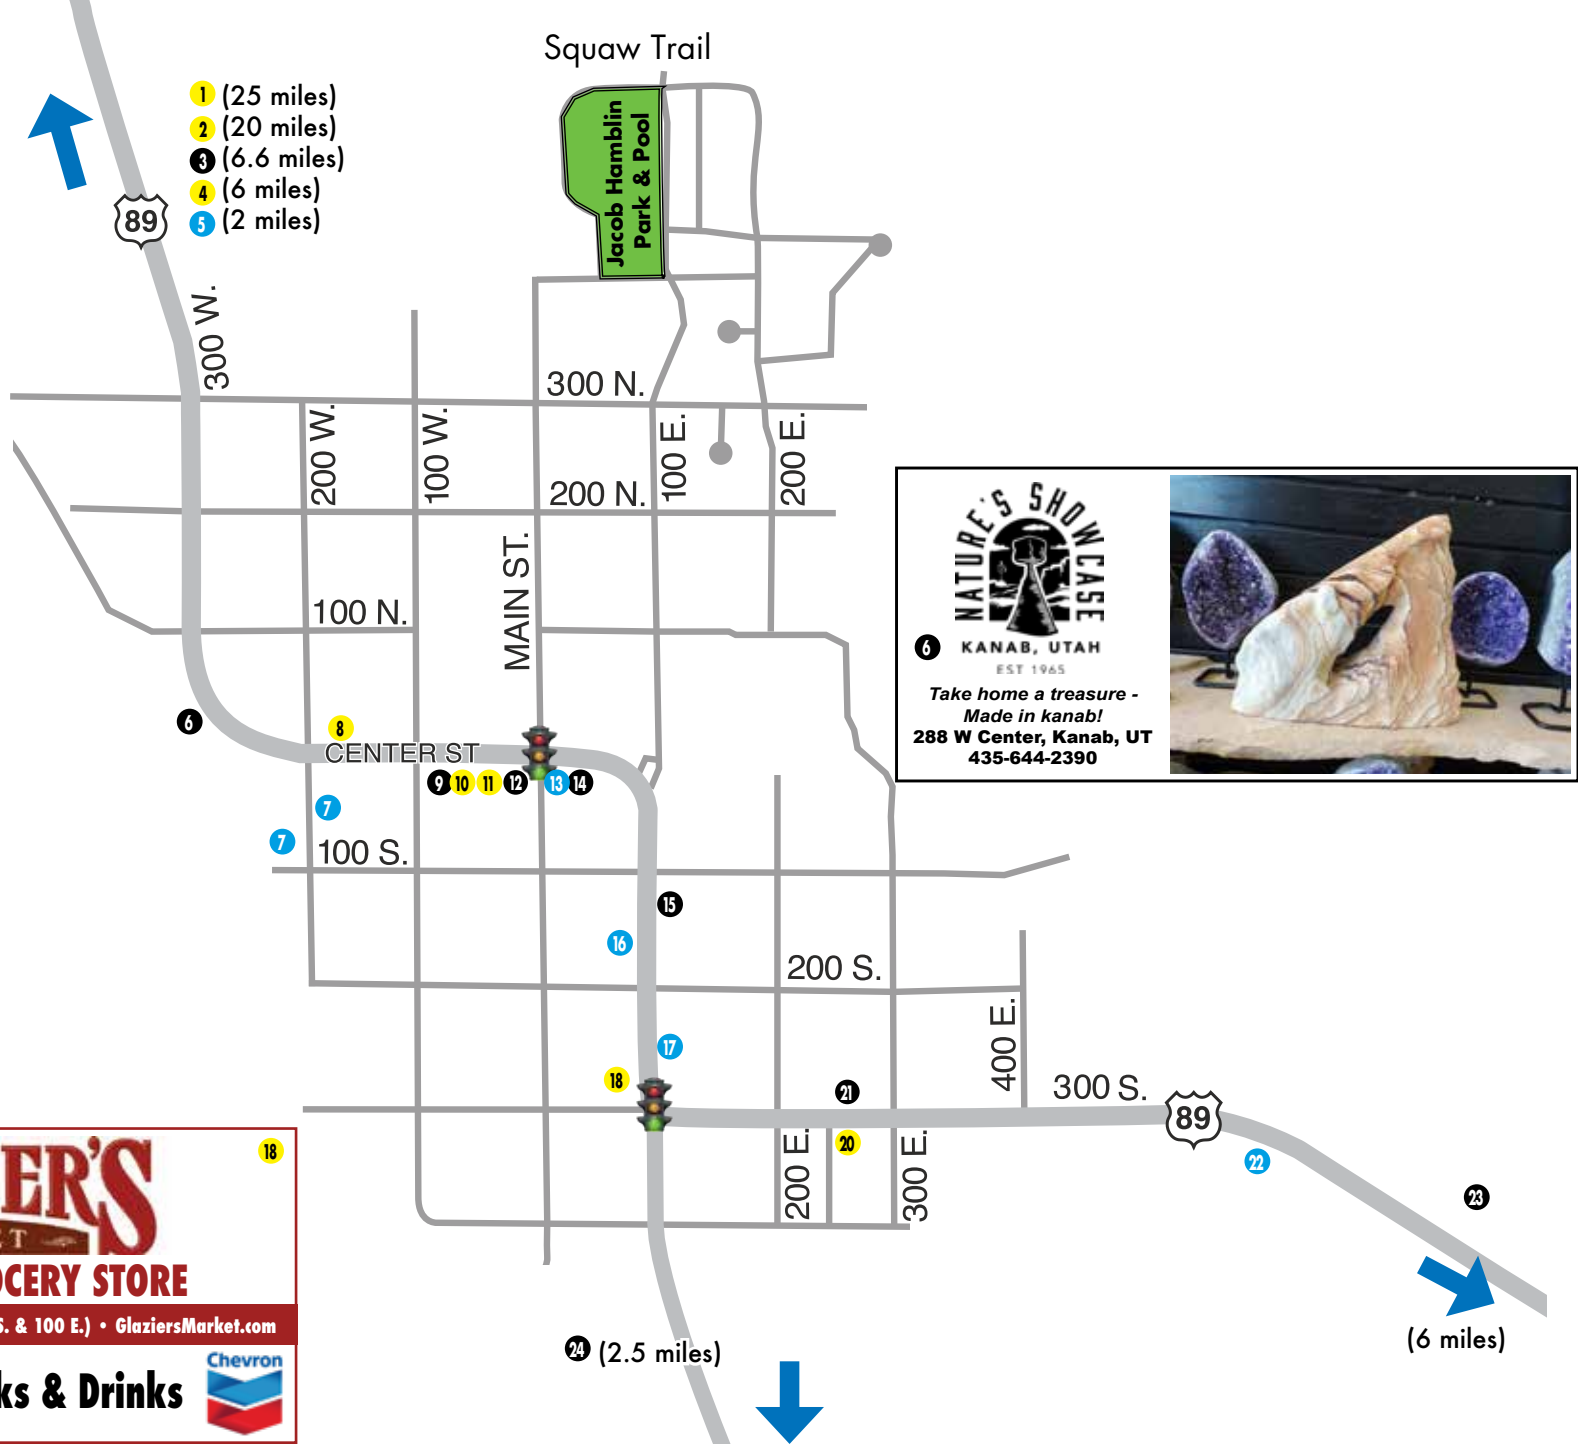 Squaw Trail
1 (25 miles)
2 (20 miles)
3 (6.6 miles)
4 (6 miles)
5 (2 miles)
Jacob Hamblin
Park & Pool
89
300 W.
300 N.
200 W.
100 W.
100 E.
200 E.
200 N.
MAIN ST.
100 N.
NATURE'S SHOWCASE
6
KANAB, UTAH
EST 1965
Take home a treasure -
Made in kanab!
288 W Center, Kanab, UT
435-644-2390
6
8
CENTER ST
9 10 11 12 13 14
7
7
100 S.
15
16
200 S.
17
400 E.
18
21
300 S.
89
20
200 E.
300 E.
22
23
(6 miles)
24 (2.5 miles)
18
ER'S
ET
OCERY STORE
S. & 100 E.) • GlaziersMarket.com
ks & Drinks
Chevron